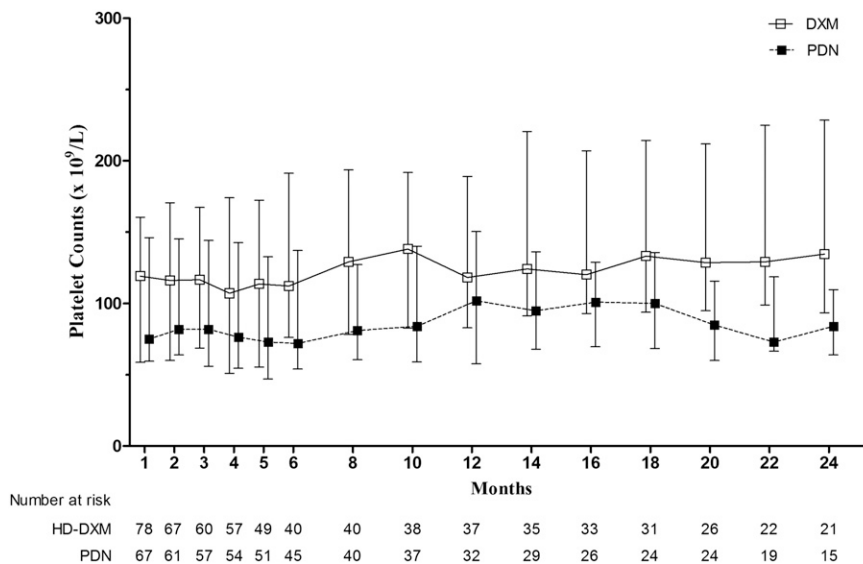 300
DXM
PDN
200
100
0
Platelet Counts (x 10⁹/L)
1 2 3 4 5 6 8 10 12 14 16 18 20 22 24
Months
Number at risk
HD-DXM 78 67 60 57 49 40 40 38 37 35 33 31 26 22 21
PDN 67 61 57 54 51 45 40 37 32 29 26 24 24 19 15